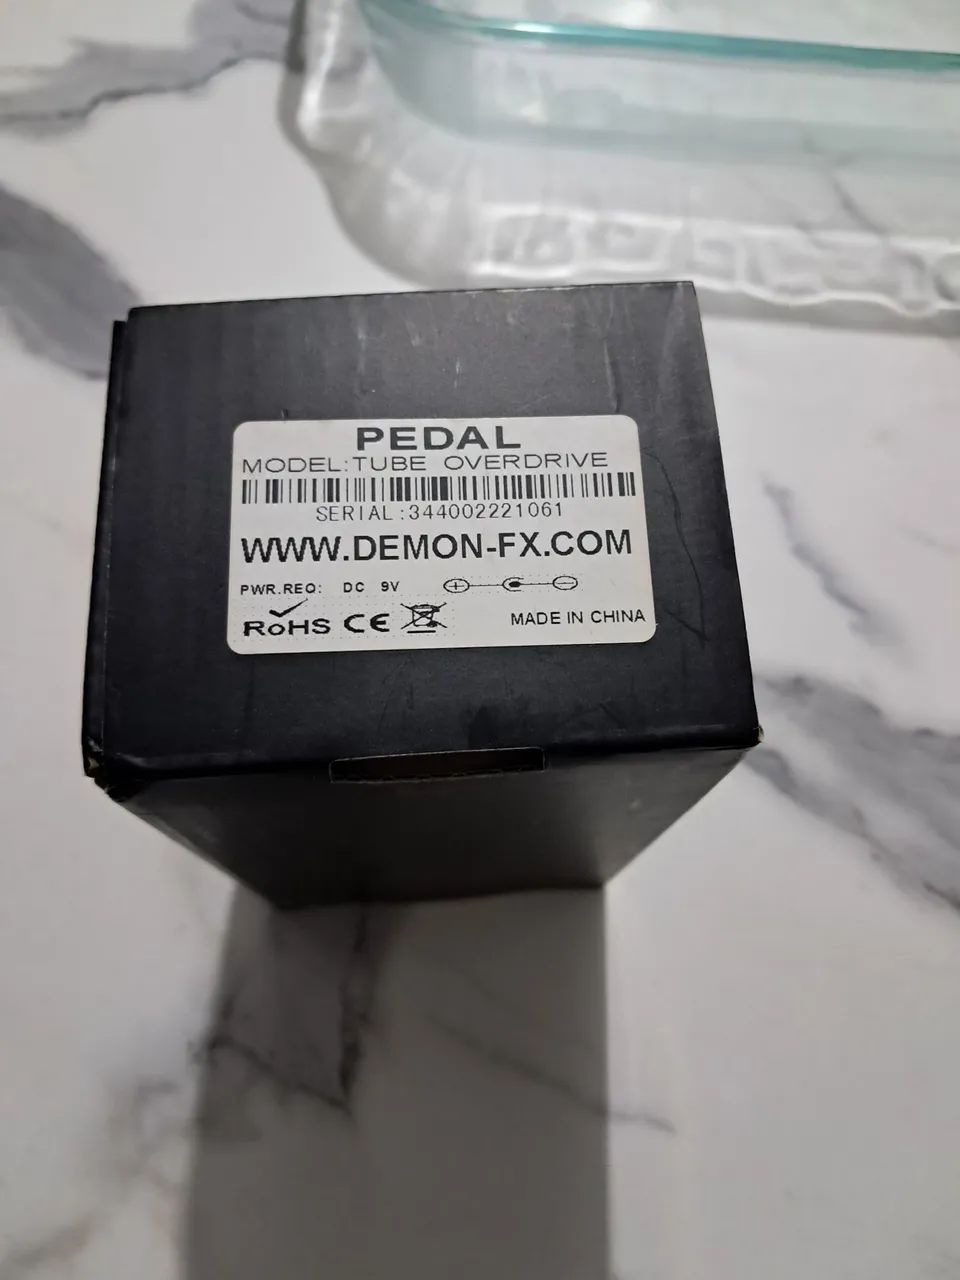 PEDAL
MODEL:TUBE OVERDRIVE
SERIAL:344002221061
WWW.DEMON-FX.COM
PWR.REQ: DC 9V
RoHS CE
MADE IN CHINA